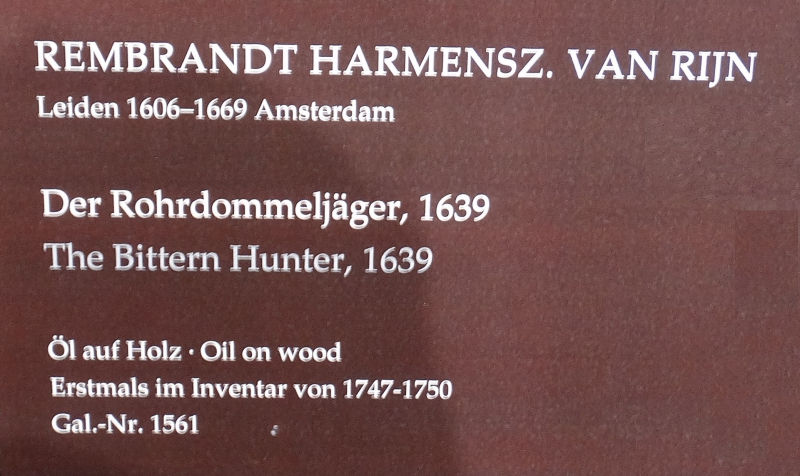 REMBRANDT HARMENSZ. VAN RIJN
Leiden 1606–1669 Amsterdam
Der Rohrdommeljäger, 1639
The Bittern Hunter, 1639
Öl auf Holz · Oil on wood
Erstmals im Inventar von 1747-1750
Gal.-Nr. 1561